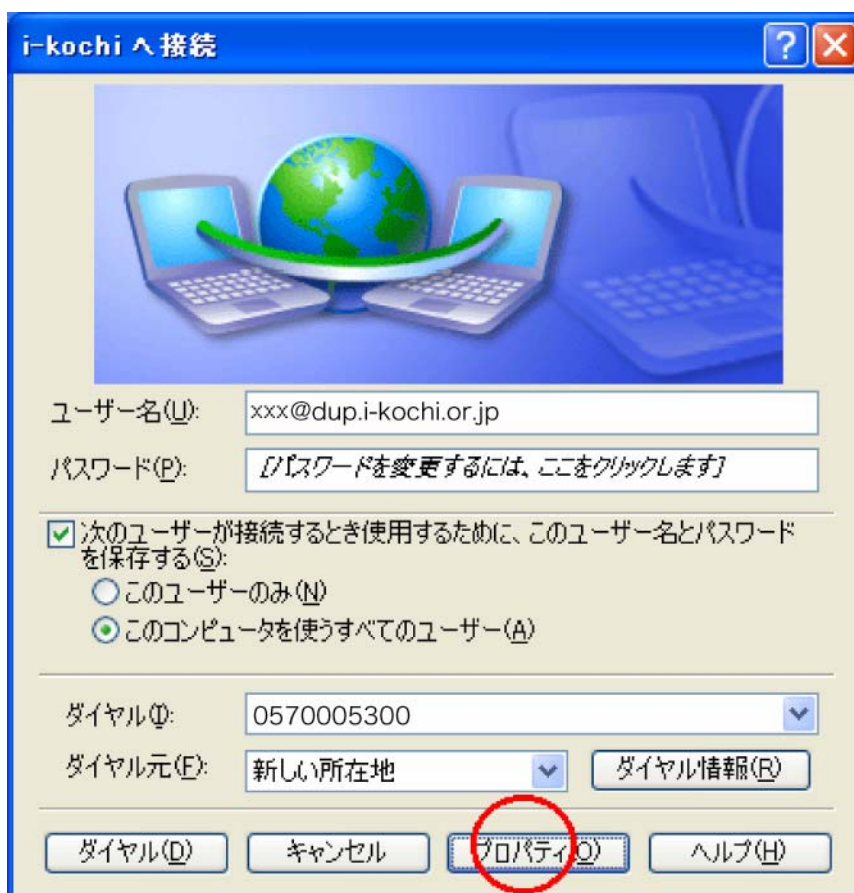 i-kochi へ接続
ユーザー名(U):
xxx@dup.i-kochi.or.jp
パスワード(P):
[パスワードを変更するには、ここをクリックします]
次のユーザーが接続するとき使用するために、このユーザー名とパスワード
を保存する(S):
このユーザーのみ(N)
このコンピュータを使うすべてのユーザー(A)
ダイヤル(I):
0570005300
ダイヤル元(F):
新しい所在地
ダイヤル情報(R)
ダイヤル(D)
キャンセル
プロパティ(O)
ヘルプ(H)